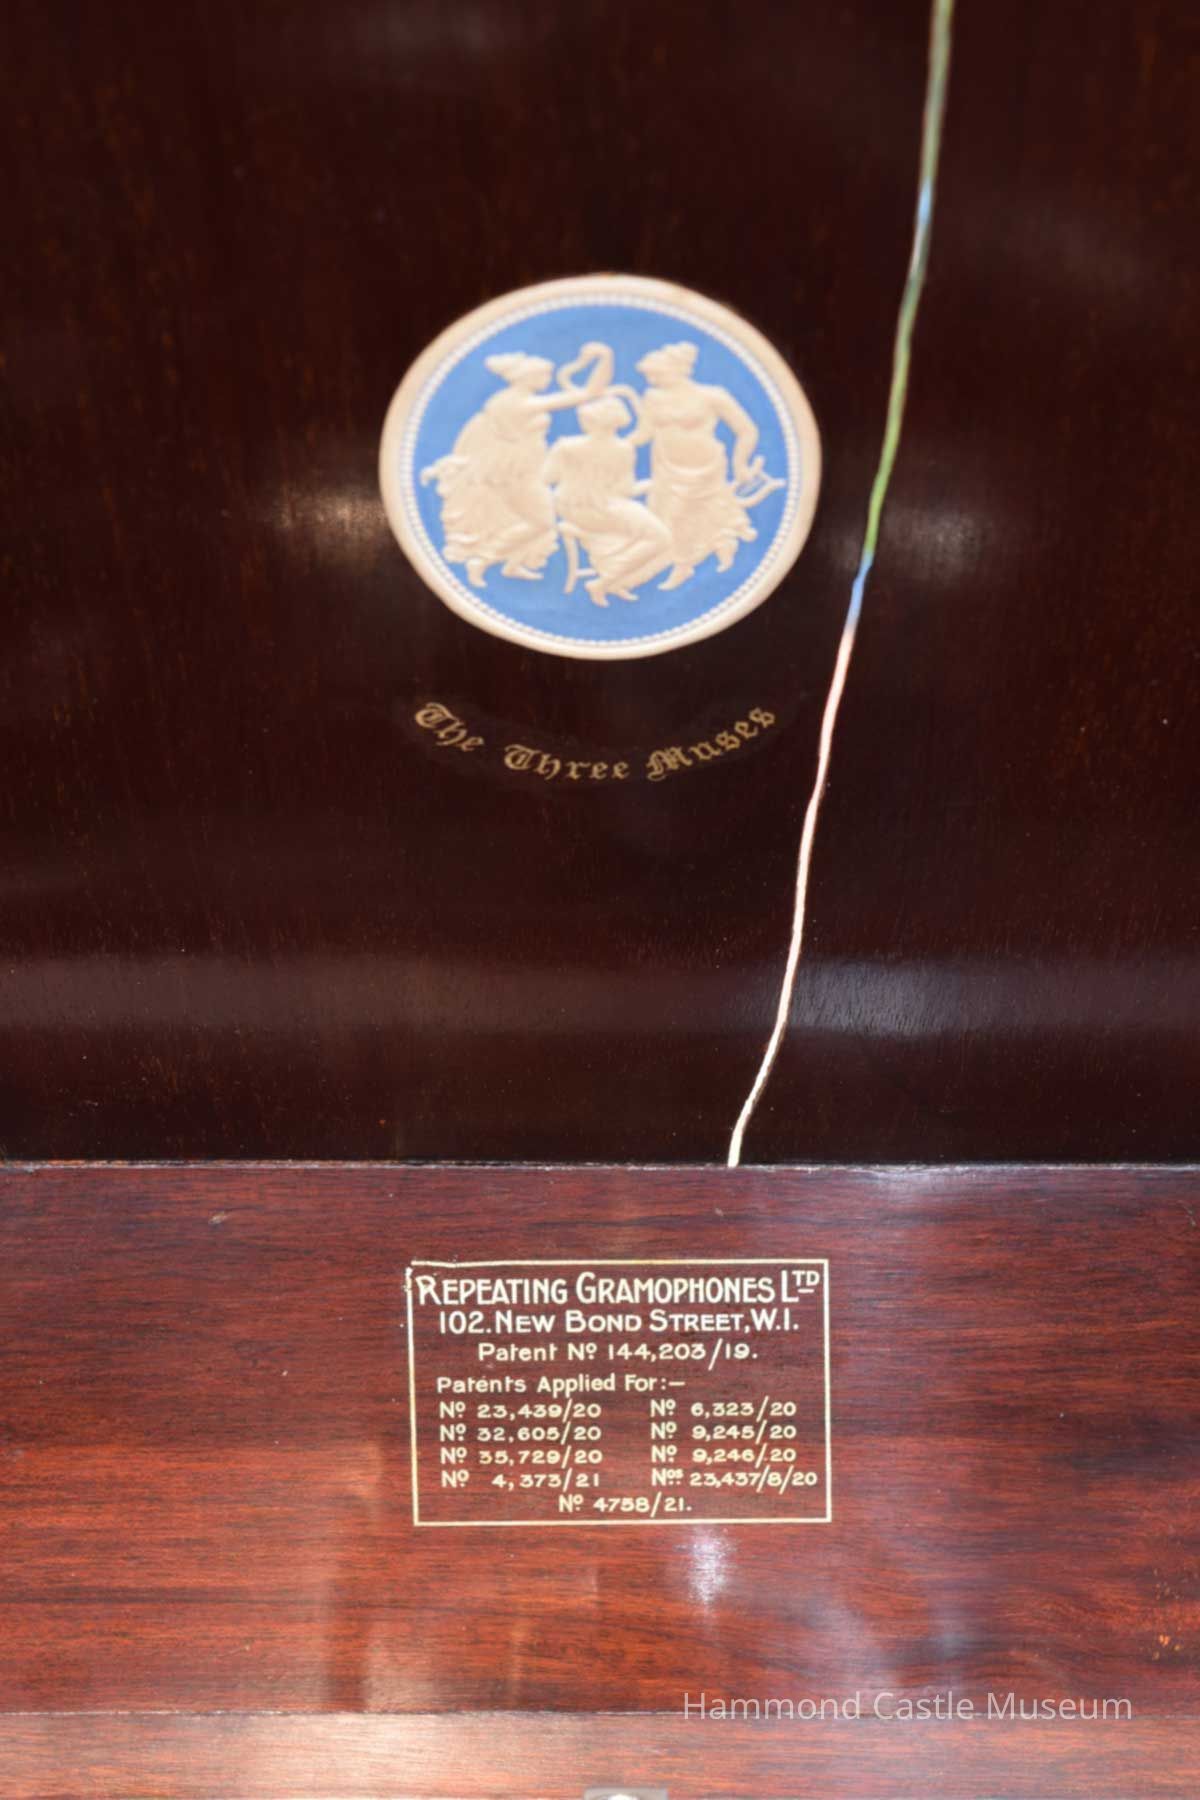 The Three Muses
REPEATING GRAMOPHONES LTD
102. NEW BOND STREET, W.1.
Patent No 144,203/19.
Patents Applied For:—
No 23,439/20 No 6,323/20
No 32,605/20 No 9,245/20
No 35,729/20 No 9,246/20
No 4,373/21 Nos 23,437/8/20
No 4758/21.
Hammond Castle Museum